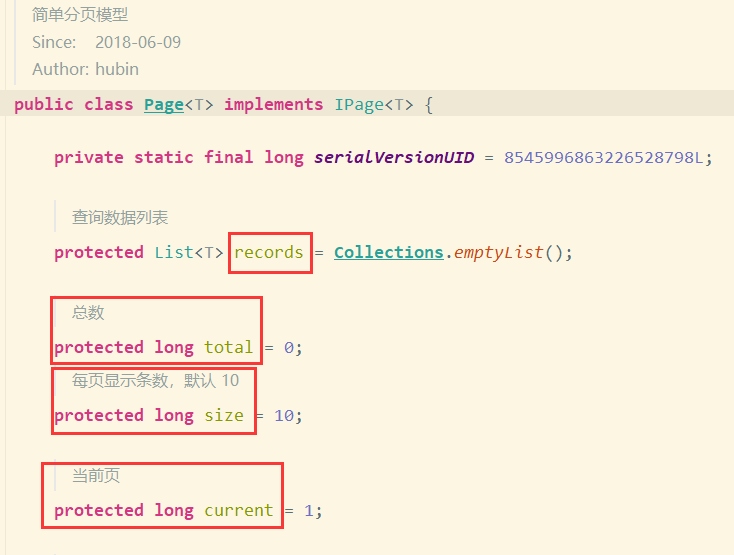 简单分页模型
Since: 2018-06-09
Author: hubin
public class Page<T> implements IPage<T> {
private static final long serialVersionUID = 8545996863226528798L;
查询数据列表
protected List<T> records = Collections.emptyList();
总数
protected long total = 0;
每页显示条数，默认 10
protected long size = 10;
当前页
protected long current = 1;